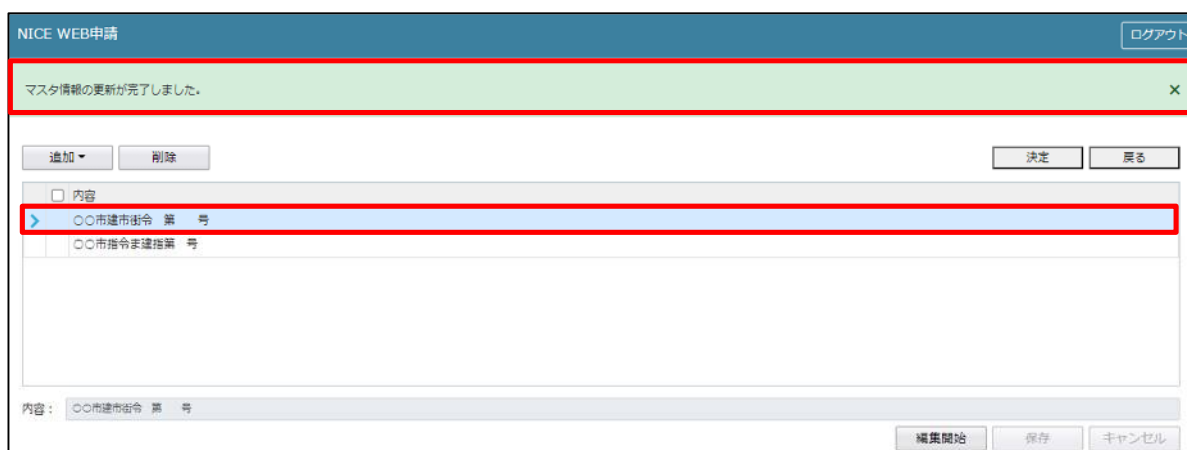 NICE WEB申請
ログアウト
マスタ情報の更新が完了しました。
×
追加
削除
決定
戻る
内容
〇〇市建市街令　第　　号
〇〇市指令ま建指第　号
内容：
〇〇市建市街令　第　　号
編集開始
保存
キャンセル